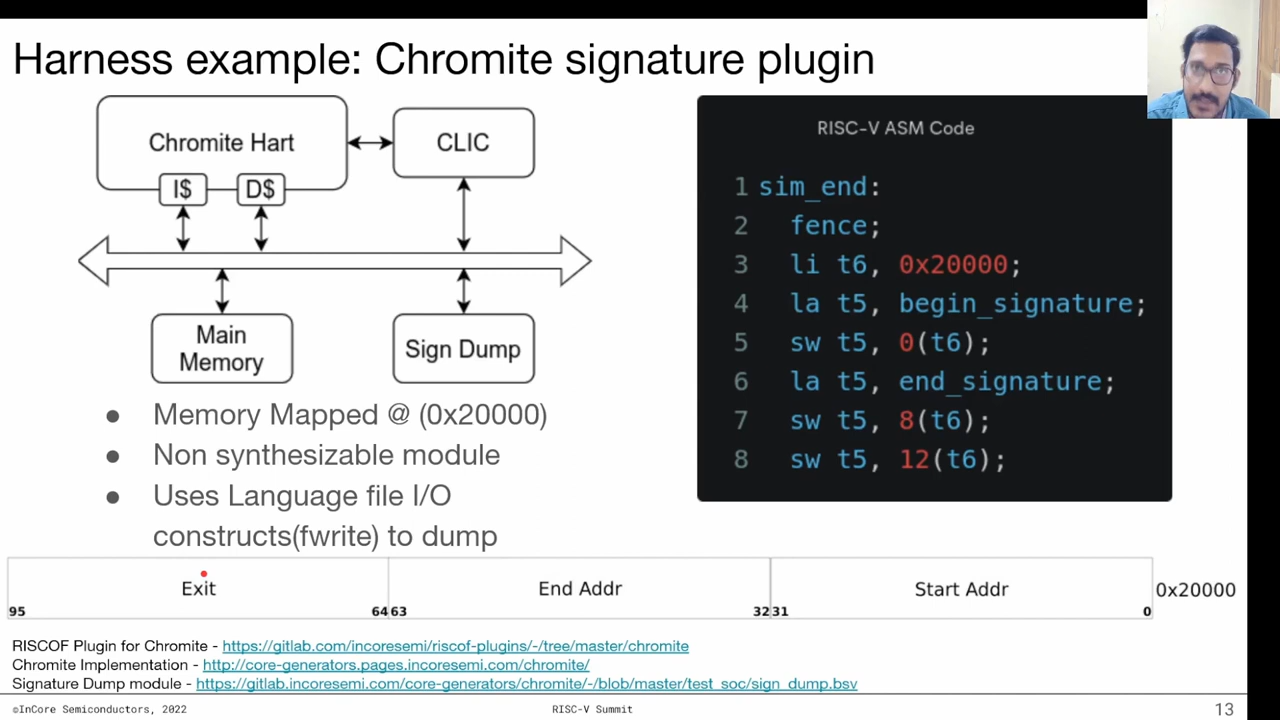 Harness example: Chromite signature plugin
Chromite Hart
CLIC
I$
D$
Main
Memory
Sign Dump
Memory Mapped @ (0x20000)
Non synthesizable module
Uses Language file I/O
constructs(fwrite) to dump
RISC-V ASM Code
1 sim_end:
2 fence;
3 li t6, 0x20000;
4 la t5, begin_signature;
5 sw t5, 0(t6);
6 la t5, end_signature;
7 sw t5, 8(t6);
8 sw t5, 12(t6);
Exit
End Addr
Start Addr
0x20000
95
64
63
32
31
0
RISCOF Plugin for Chromite - https://gitlab.com/incoresemi/riscof-plugins/-/tree/master/chromite
Chromite Implementation - http://core-generators.pages.incoresemi.com/chromite/
Signature Dump module - https://gitlab.incoresemi.com/core-generators/chromite/-/blob/master/test_soc/sign_dump.bsv
©InCore Semiconductors, 2022
RISC-V Summit
13